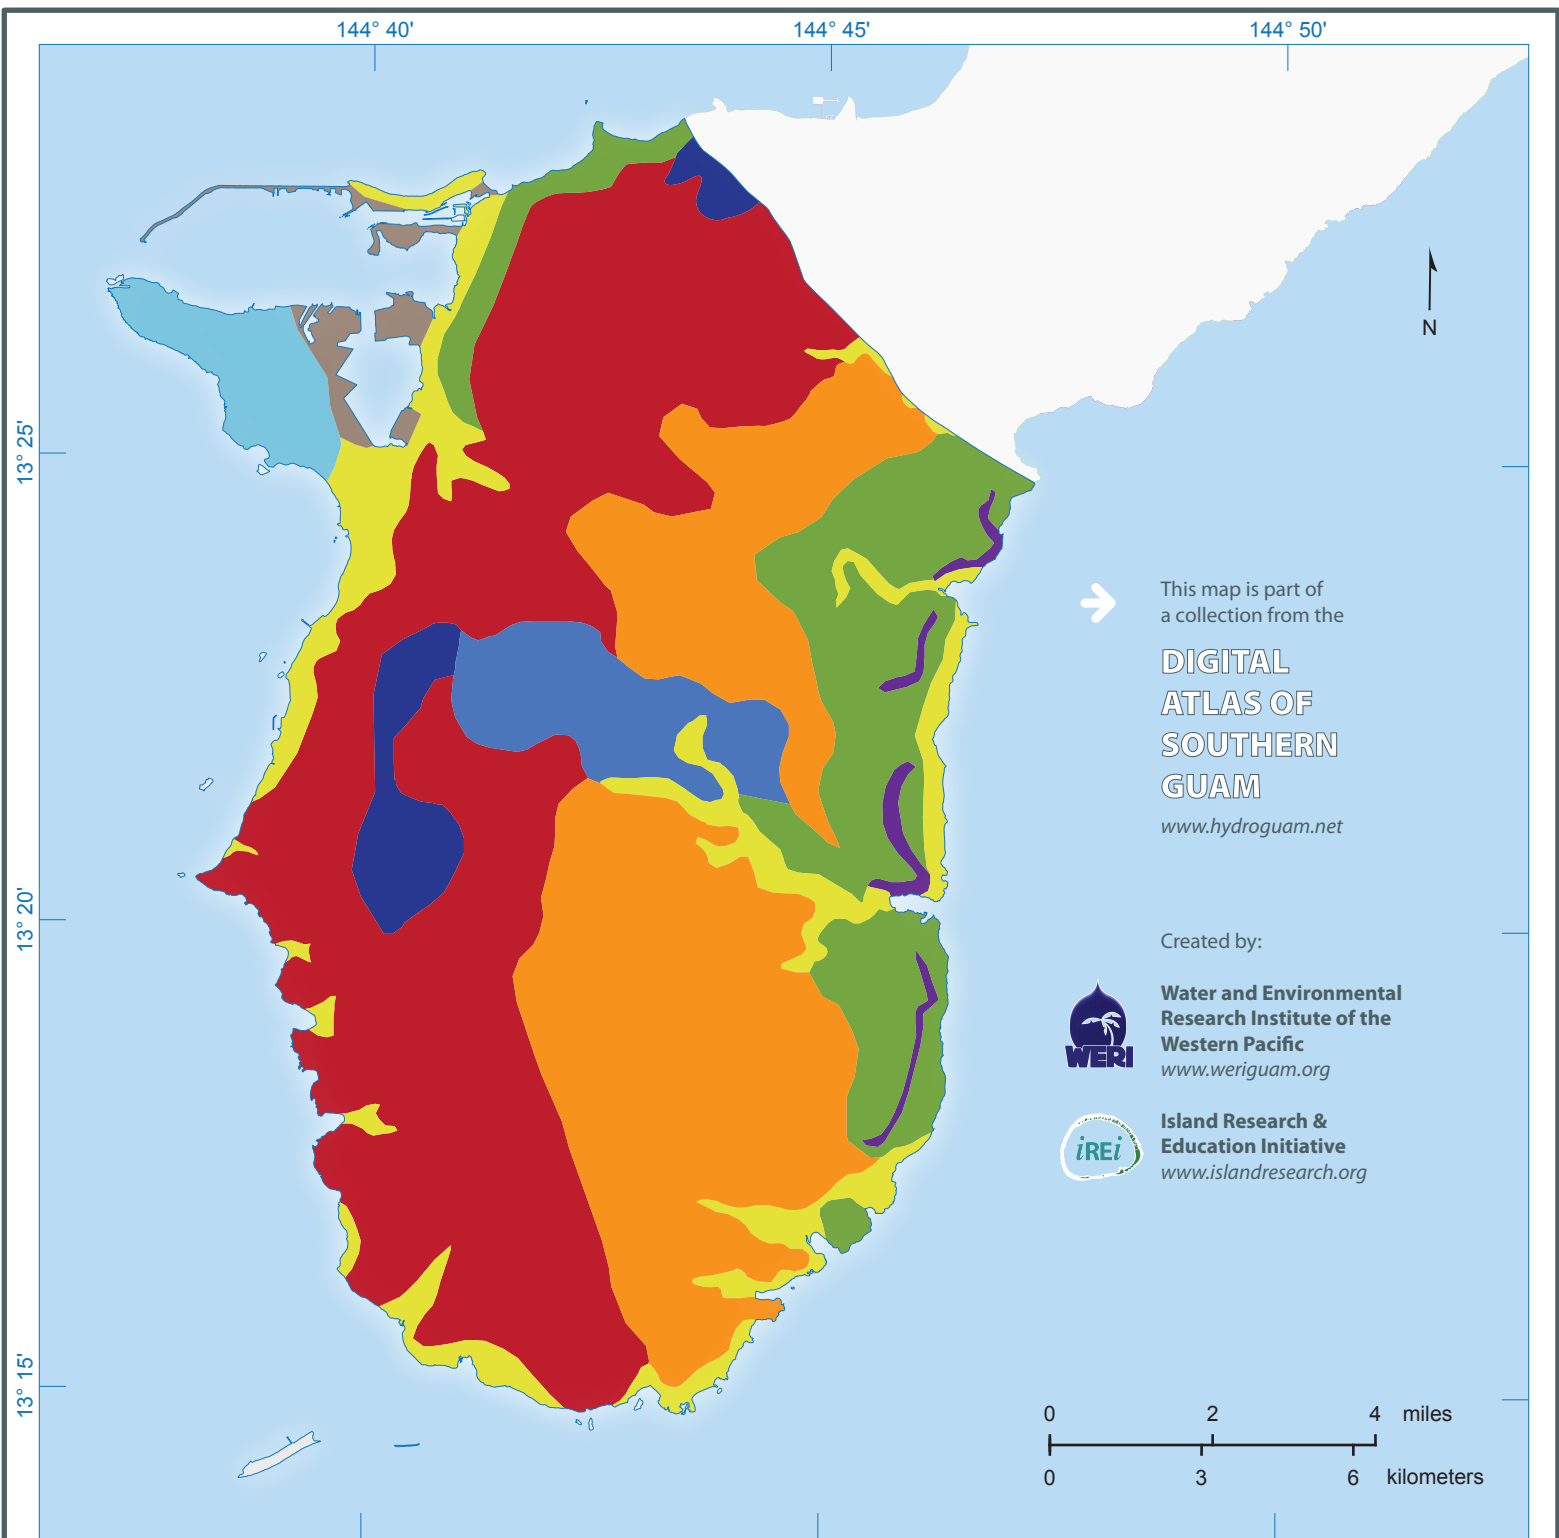 144° 40'
144° 45'
144° 50'
13° 25'
13° 20'
13° 15'
N
This map is part of
a collection from the
DIGITAL
ATLAS OF
SOUTHERN
GUAM
www.hydroguam.net
Created by:
Water and Environmental
Research Institute of the
Western Pacific
www.weriguam.org
WERI
Island Research &
Education Initiative
www.islandresearch.org
iREi
0 2 4 miles
0 3 6 kilometers